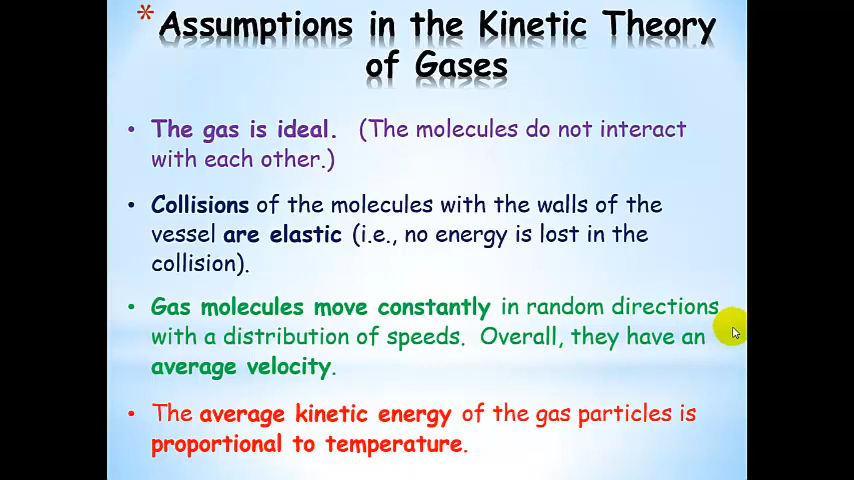 * Assumptions in the Kinetic Theory
of Gases
• The gas is ideal. (The molecules do not interact
with each other.)
• Collisions of the molecules with the walls of the
vessel are elastic (i.e., no energy is lost in the
collision).
• Gas molecules move constantly in random directions
with a distribution of speeds. Overall, they have an
average velocity.
• The average kinetic energy of the gas particles is
proportional to temperature.